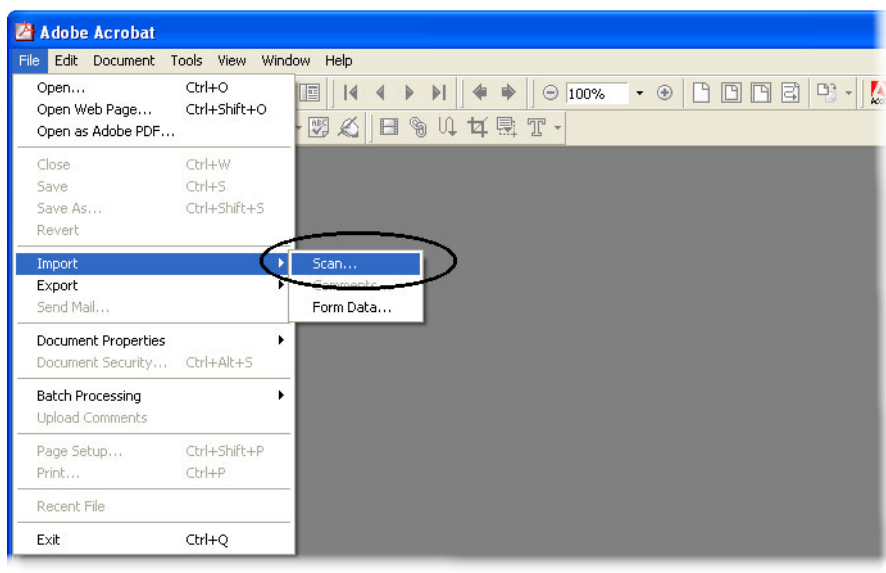 Adobe Acrobat
File Edit Document Tools View Window Help
Open... Ctrl+O
100%
Open Web Page... Ctrl+Shift+O
Open as Adobe PDF...
ABC
T
Close Ctrl+W
Save Ctrl+S
Save As... Ctrl+Shift+S
Revert
Import Scan...
Export Comments...
Send Mail... Form Data...
Document Properties
Document Security... Ctrl+Alt+S
Batch Processing
Upload Comments
Page Setup... Ctrl+Shift+P
Print... Ctrl+P
Recent File
Exit Ctrl+Q